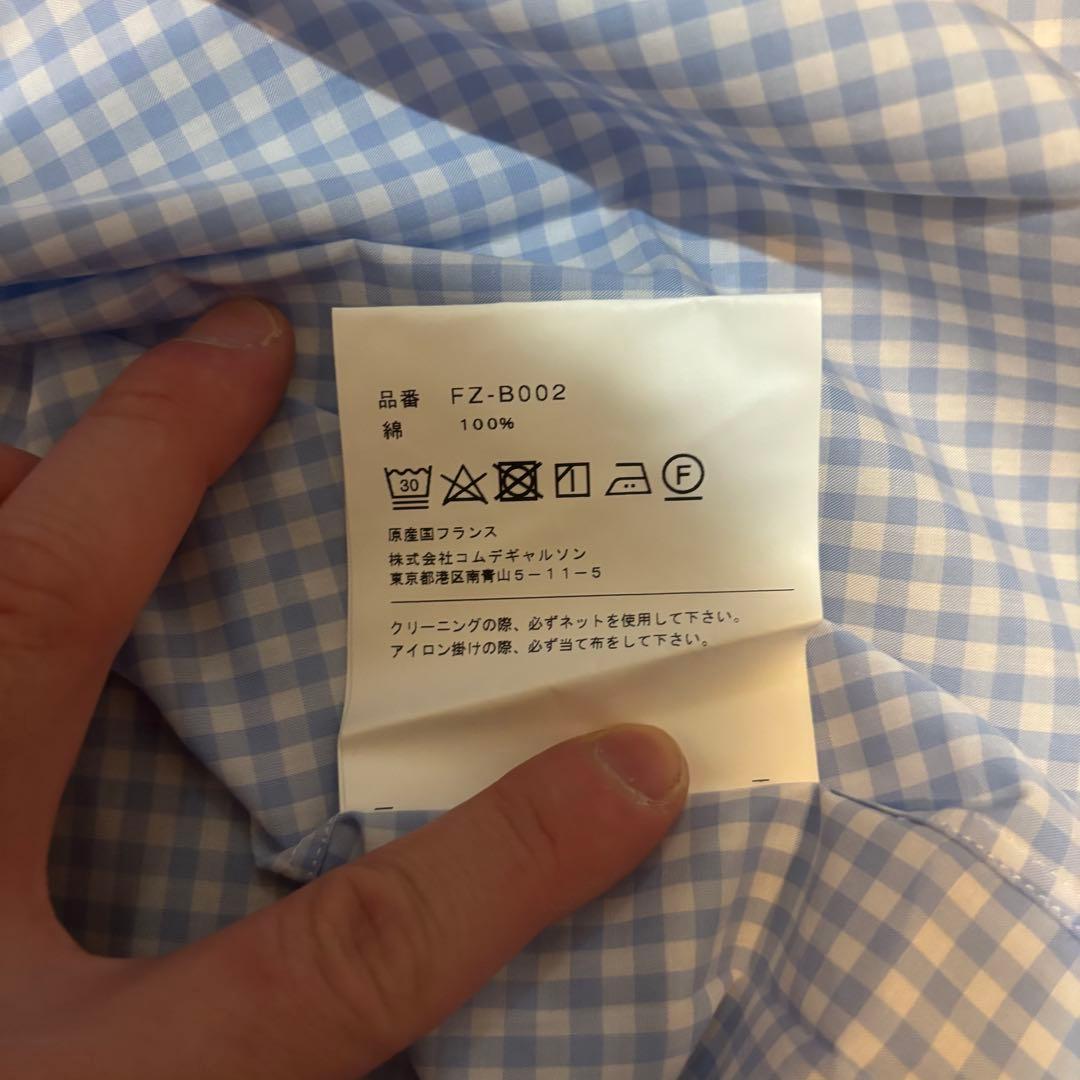 品番 FZ-B002
綿 100%
30 F
原産国フランス
株式会社コムデギャルソン
東京都港区南青山5-11-5
クリーニングの際、必ずネットを使用して下さい。
アイロン掛けの際、必ず当て布をして下さい。